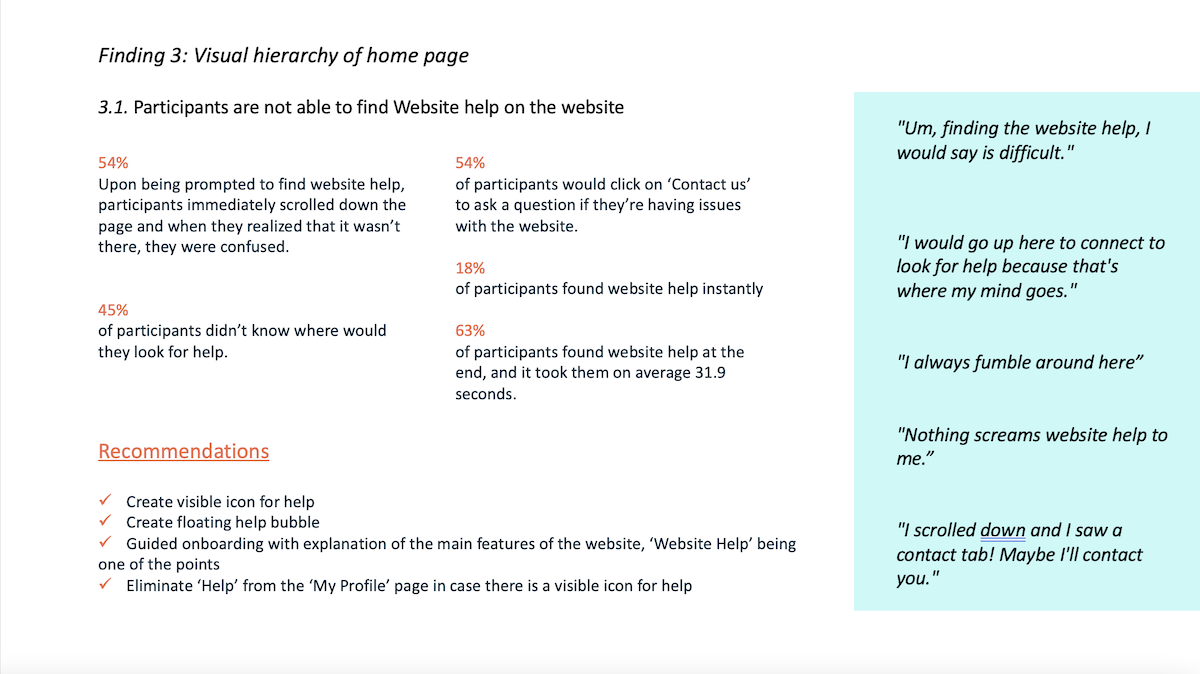 Finding 3: Visual hierarchy of home page
3.1. Participants are not able to find Website help on the website
54%
Upon being prompted to find website help,
participants immediately scrolled down the
page and when they realized that it wasn't
there, they were confused.
45%
of participants didn't know where would
they look for help.
54%
of participants would click on 'Contact us'
to ask a question if they're having issues
with the website.
18%
of participants found website help instantly
63%
of participants found website help at the
end, and it took them on average 31.9
seconds.
Recommendations
✓ Create visible icon for help
✓ Create floating help bubble
✓ Guided onboarding with explanation of the main features of the website, 'Website Help' being
one of the points
✓ Eliminate 'Help' from the 'My Profile' page in case there is a visible icon for help
"Um, finding the website help, I
would say is difficult."
"I would go up here to connect to
look for help because that's
where my mind goes."
"I always fumble around here”
"Nothing screams website help to
me.”
"I scrolled down and I saw a
contact tab! Maybe I'll contact
you."